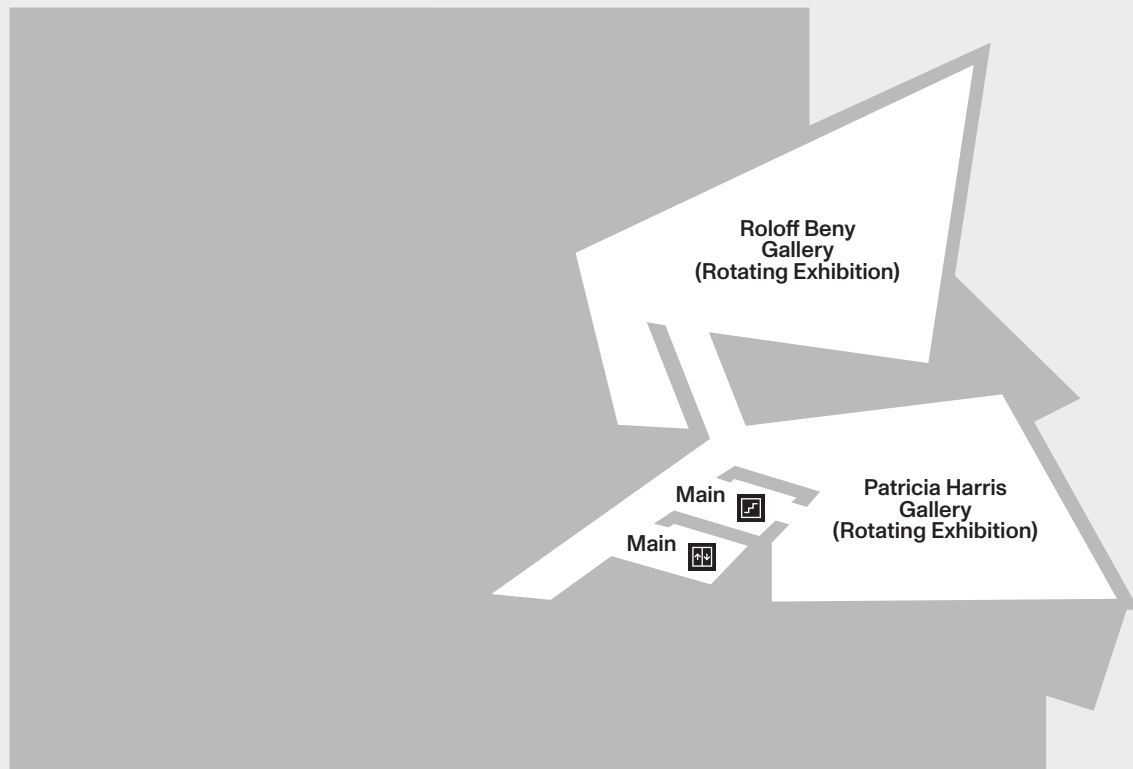 Roloff Beny
Gallery
(Rotating Exhibition)
Main
Patricia Harris
Gallery
(Rotating Exhibition)
Main